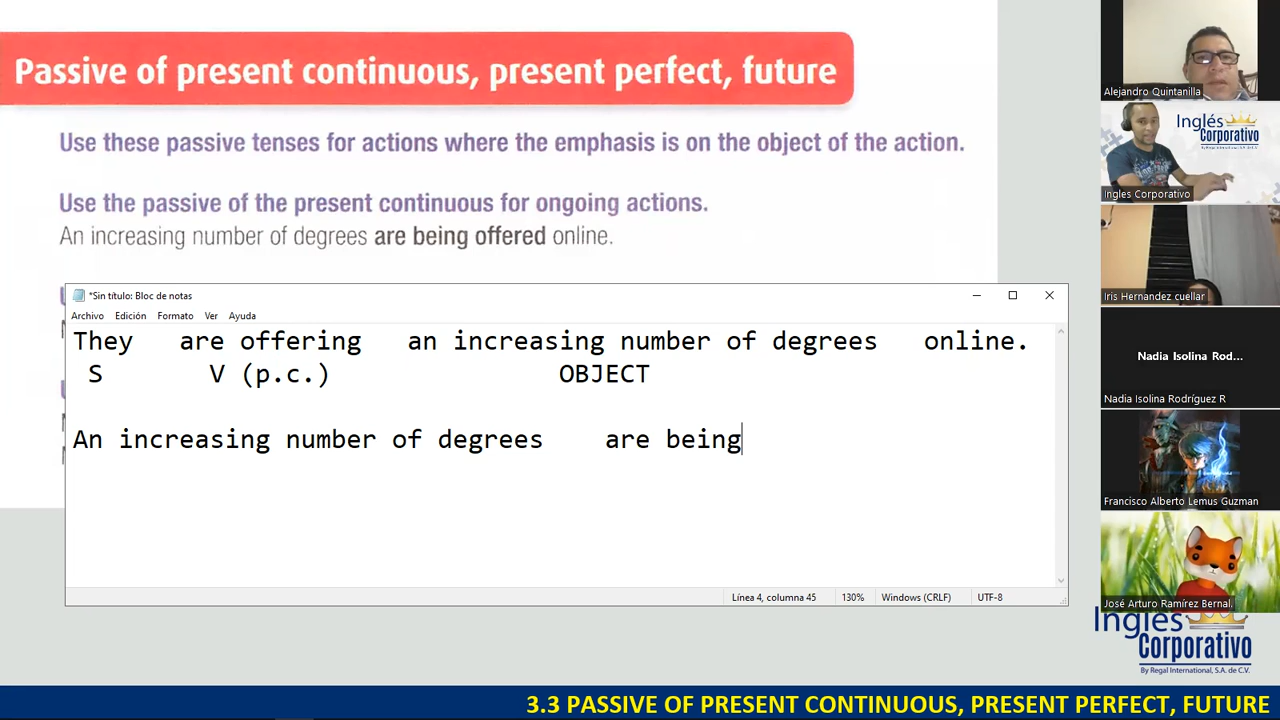 Passive of present continuous, present perfect, future
Use these passive tenses for actions where the emphasis is on the object of the action.
Use the passive of the present continuous for ongoing actions.
An increasing number of degrees are being offered online.
*Sin título: Bloc de notas
Archivo Edición Formato Ver Ayuda
They are offering an increasing number of degrees online.
S V (p.c.) OBJECT
An increasing number of degrees are being
Línea 4, columna 45 130% Windows (CRLF) UTF-8
Alejandro Quintanilla
Inglés
Corporativo
By Regal International, S.A. de C.V.
Ingles Corporativo
Iris Hernandez cuellar
Nadia Isolina Rod...
Nadia Isolina Rodríguez R
Francisco Alberto Lemus Guzman
José Arturo Ramírez Bernal.
Inglés
Corporativo
By Regal International, S.A. de C.V.
3.3 PASSIVE OF PRESENT CONTINUOUS, PRESENT PERFECT, FUTURE